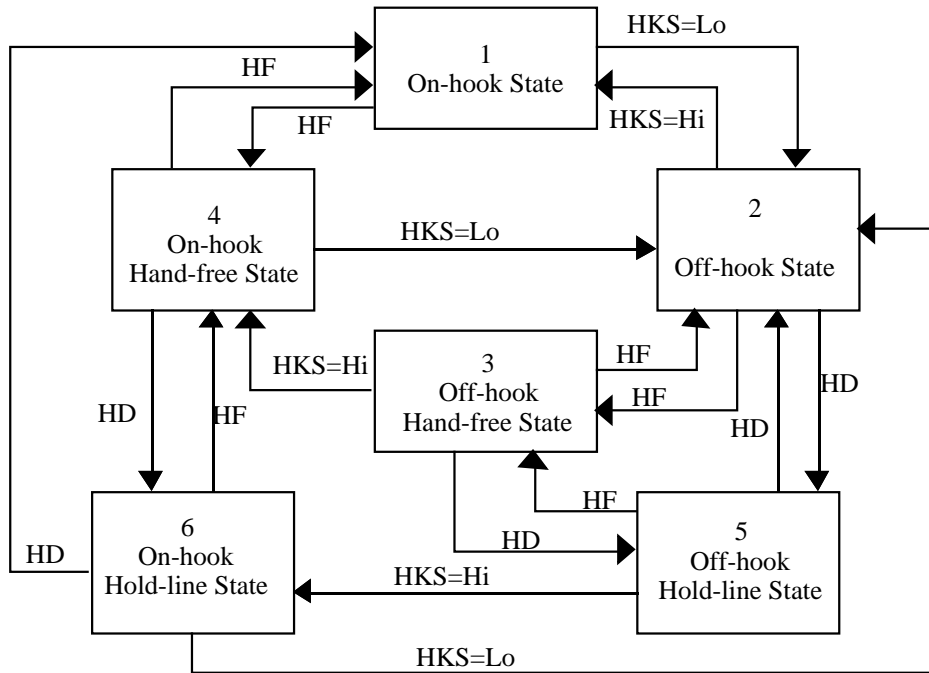 1
On-hook State
HKS=Lo
HF
HF
HKS=Hi
4
On-hook
Hand-free State
HKS=Lo
2
Off-hook State
HKS=Hi
3
Off-hook
Hand-free State
HF
HF
HD
HD
HF
HD
HF
HD
6
On-hook
Hold-line State
HD
HKS=Hi
5
Off-hook
Hold-line State
HKS=Lo